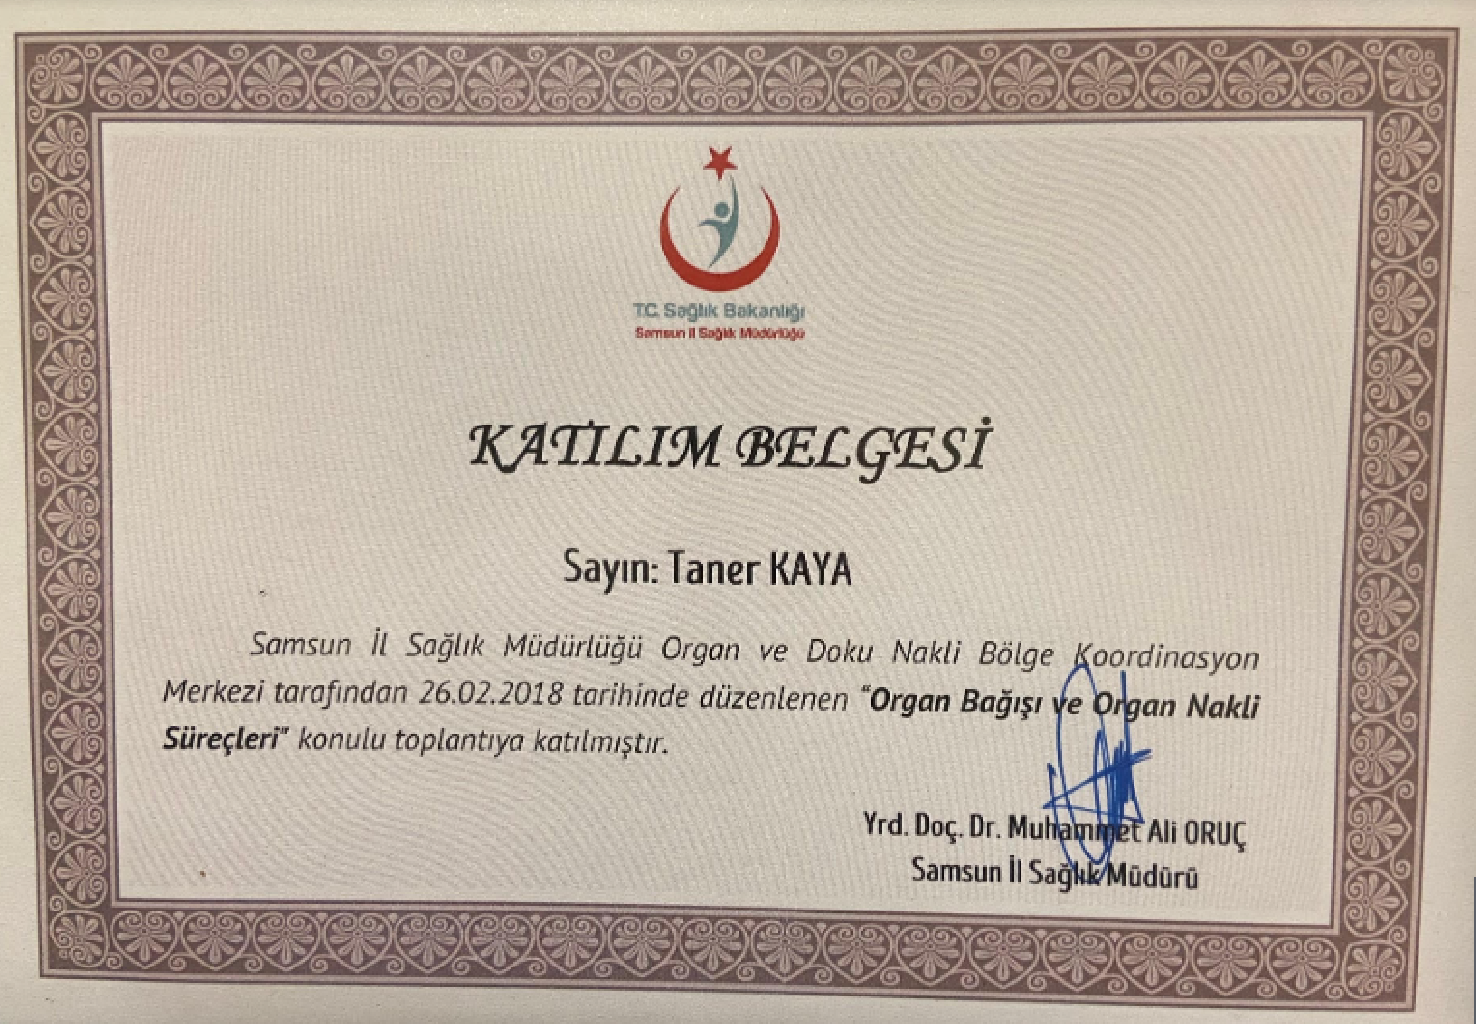 T.C. Sağlık Bakanlığı
Samsun İl Sağlık Müdürlüğü
KATILIM BELGESİ
Sayın: Taner KAYA
Samsun İl Sağlık Müdürlüğü Organ ve Doku Nakli Bölge Koordinasyon
Merkezi tarafından 26.02.2018 tarihinde düzenlenen "Organ Bağışı ve Organ Nakli
Süreçleri" konulu toplantıya katılmıştır.
Yrd. Doç. Dr. Muhammet Ali ORUÇ
Samsun İl Sağlık Müdürü